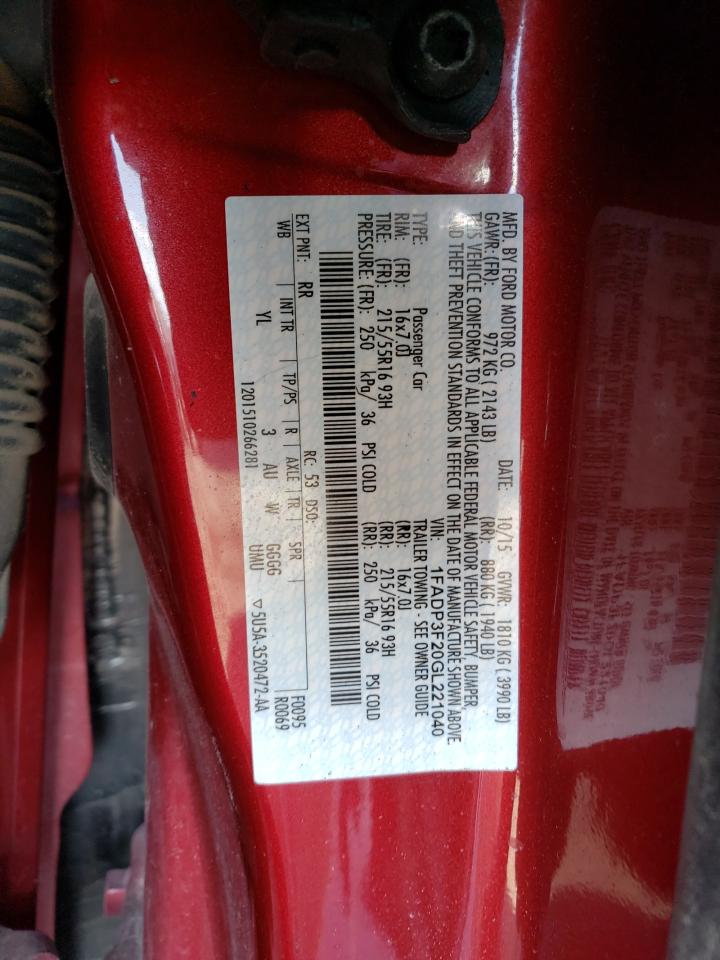 MFD. BY FORD MOTOR CO.
DATE: 10/15 GVWR: 1810 KG ( 3990 LB)
GAWR: (FR): 972 KG ( 2143 LB) (RR): 880 KG ( 1940 LB)
THIS VEHICLE CONFORMS TO ALL APPLICABLE FEDERAL MOTOR VEHICLE SAFETY, BUMPER
AND THEFT PREVENTION STANDARDS IN EFFECT ON THE DATE OF MANUFACTURE SHOWN ABOVE
VIN: 1FADP3F20GL221040
TYPE: Passenger Car TRAILER TOWING - SEE OWNER GUIDE
RIM: (FR): 16x7.0J (RR): 16x7.0J
TIRE: (FR): 215/55R16 93H (RR): 215/55R16 93H
PRESSURE: (FR): 250 kPa/ 36 PSI COLD (RR): 250 kPa/ 36 PSI COLD
RC: 53 DSO: F0095
EXT PNT: RR R0069
INT TR TP/PS R AXLE TR SPR
WB YL 3 AU W GGGG
UMU
1201510266281 ▽ 5U5A-3520472-AA